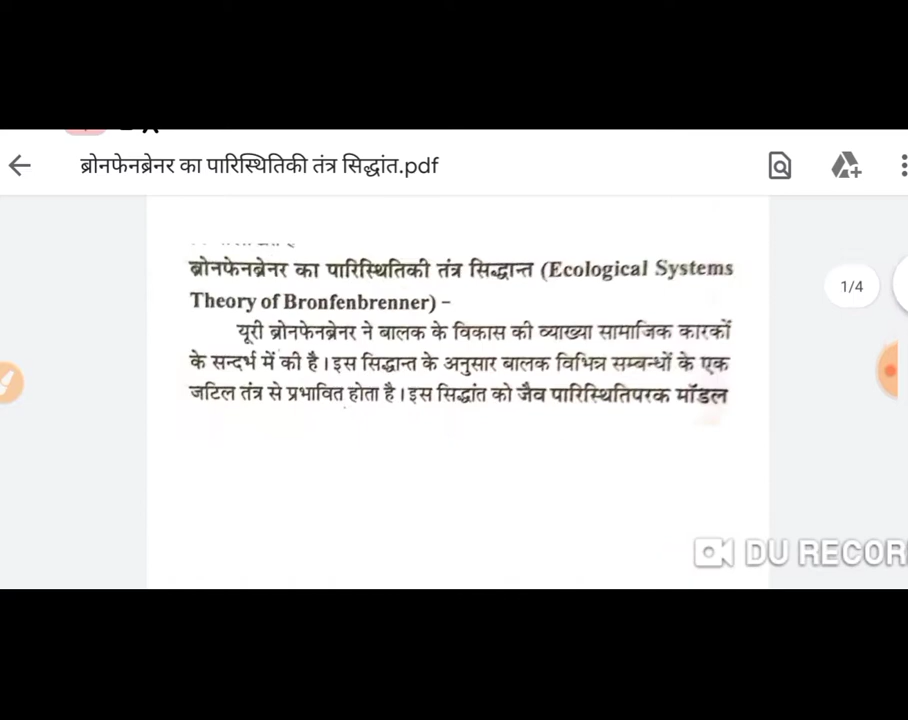 ब्रोनफेनब्रेनर का पारिस्थितिकी तंत्र सिद्धांत.pdf
1/4
ब्रोनफेनब्रेनर का पारिस्थितिकी तंत्र सिद्धान्त (Ecological Systems
Theory of Bronfenbrenner) –
यूरी ब्रोनफेनब्रेनर ने बालक के विकास की व्याख्या सामाजिक कारकों
के सन्दर्भ में की है। इस सिद्धान्त के अनुसार बालक विभिन्न सम्बन्धों के एक
जटिल तंत्र से प्रभावित होता है। इस सिद्धांत को जैव पारिस्थितिपरक मॉडल
DU RECOR